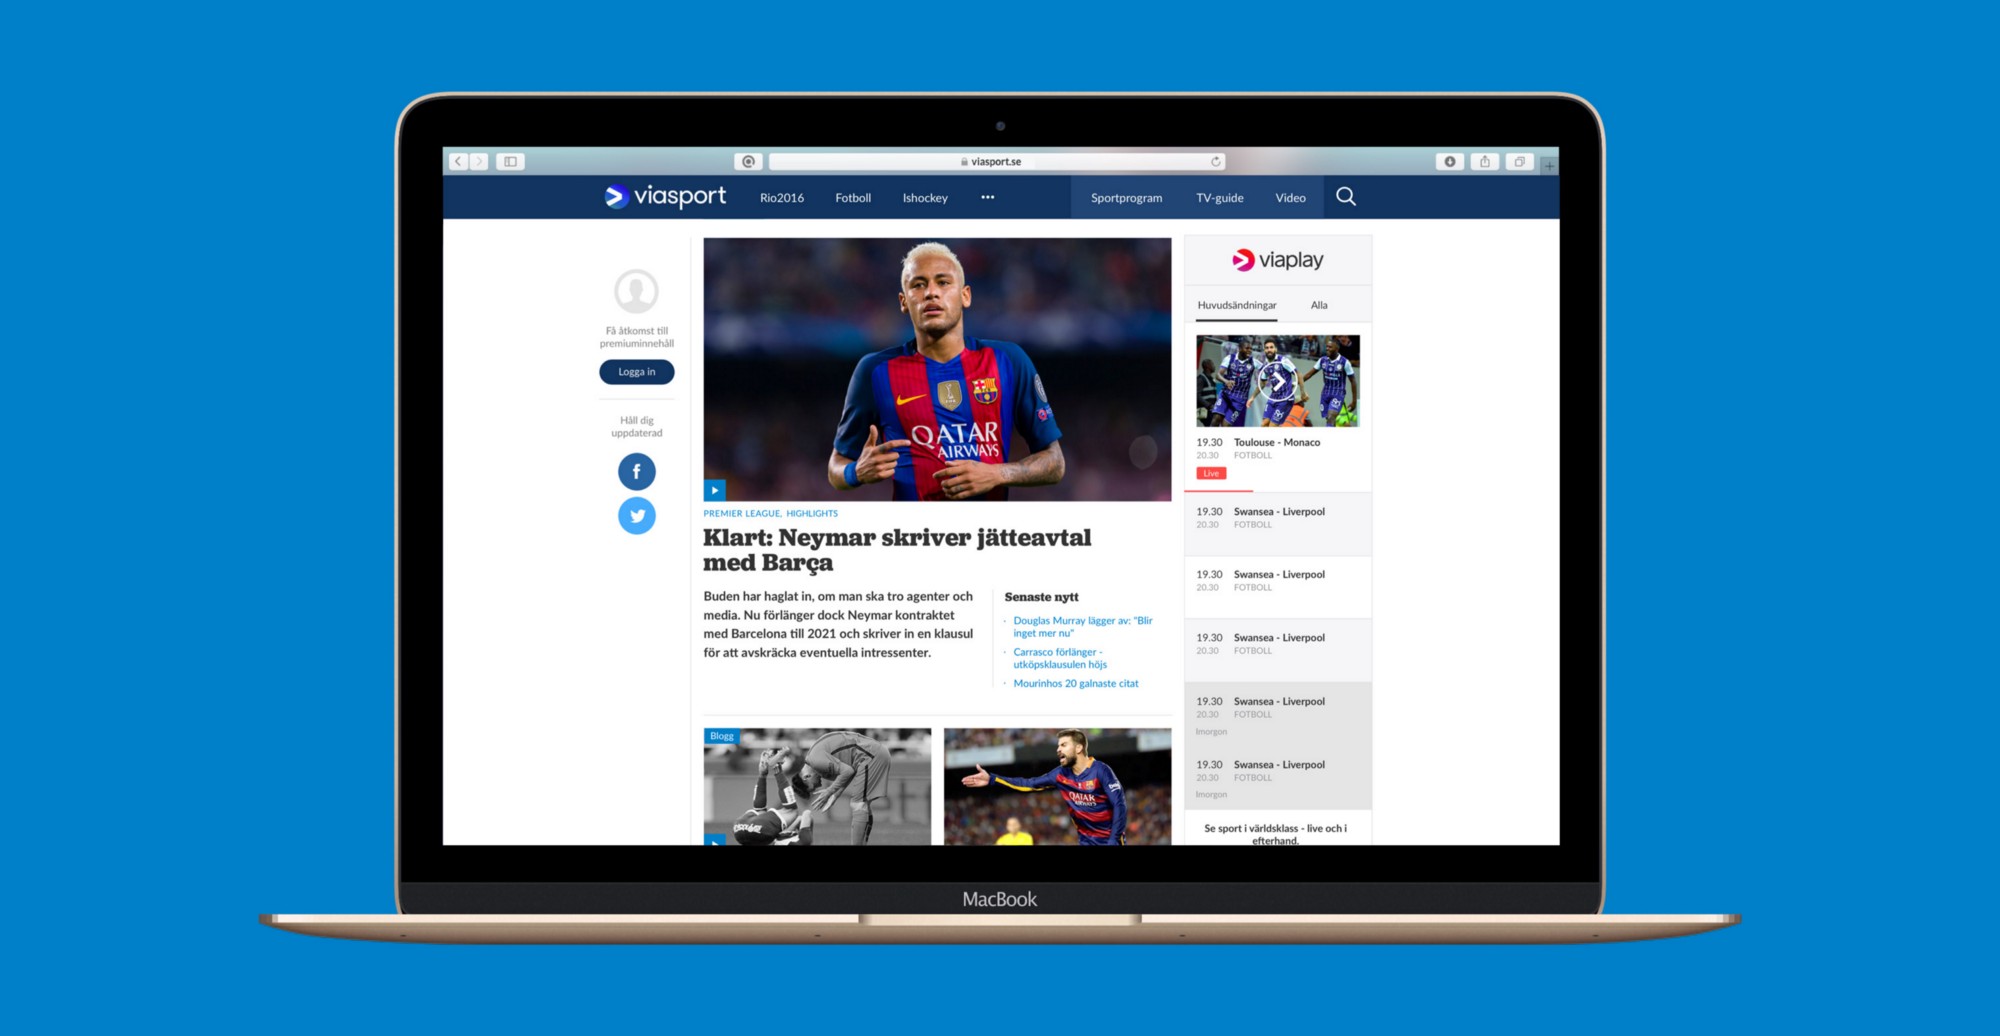 viasport.se
viasport
Rio2016
Fotboll
Ishockey
•••
Sportprogram
TV-guide
Video
Få åtkomst till
premiuminnehåll
Logga in
Håll dig
uppdaterad
f
QATAR
AIRWAYS
PREMIER LEAGUE, HIGHLIGHTS
Klart: Neymar skriver jätteavtal
med Barça
Buden har haglat in, om man ska tro agenter och
media. Nu förlänger dock Neymar kontraktet
med Barcelona till 2021 och skriver in en klausul
för att avskräcka eventuella intressenter.
Senaste nytt
· Douglas Murray lägger av: "Blir
inget mer nu"
· Carrasco förlänger -
utköpsklausulen höjs
· Mourinhos 20 galnaste citat
Blogg
QATAR
AIRWAYS
viaplay
Huvudsändningar
Alla
19.30 Toulouse - Monaco
20.30 FOTBOLL
Live
19.30 Swansea - Liverpool
20.30 FOTBOLL
19.30 Swansea - Liverpool
20.30 FOTBOLL
19.30 Swansea - Liverpool
20.30 FOTBOLL
19.30 Swansea - Liverpool
20.30 FOTBOLL
Imorgon
19.30 Swansea - Liverpool
20.30 FOTBOLL
Imorgon
Se sport i världsklass - live och i
efterhand.
MacBook